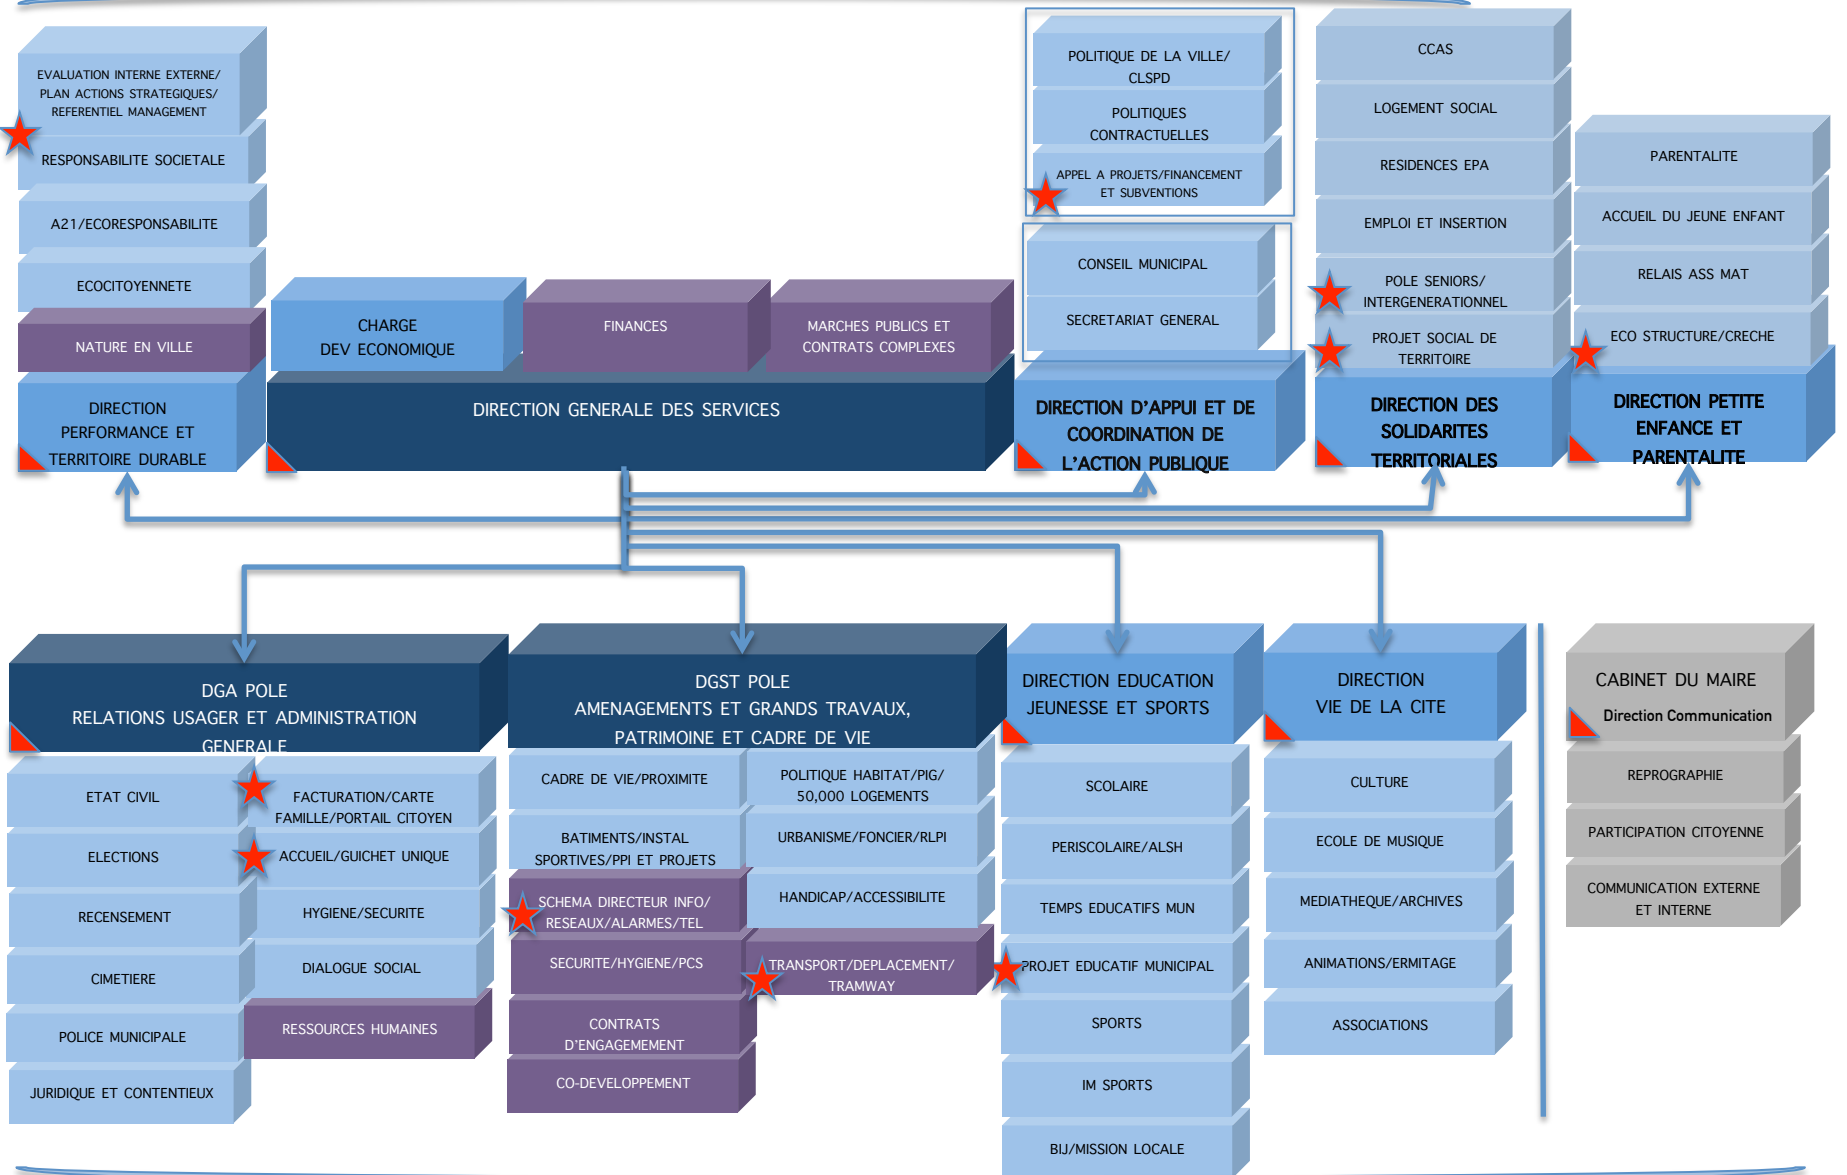 EVALUATION INTERNE EXTERNE/
PLAN ACTIONS STRATEGIQUES/
REFERENTIEL MANAGEMENT
RESPONSABILITE SOCIETALE
A21/ECORESPONSABILITE
ECOCITOYENNETE
NATURE EN VILLE
DIRECTION
PERFORMANCE ET
TERRITOIRE DURABLE
CHARGE
DEV ECONOMIQUE
FINANCES
MARCHES PUBLICS ET
CONTRATS COMPLEXES
DIRECTION GENERALE DES SERVICES
POLITIQUE DE LA VILLE/
CLSPD
POLITIQUES
CONTRACTUELLES
APPEL A PROJETS/FINANCEMENT
ET SUBVENTIONS
CONSEIL MUNICIPAL
SECRETARIAT GENERAL
DIRECTION D'APPUI ET DE
COORDINATION DE
L'ACTION PUBLIQUE
CCAS
LOGEMENT SOCIAL
RESIDENCES EPA
EMPLOI ET INSERTION
POLE SENIORS/
INTERGENERATIONNEL
PROJET SOCIAL DE
TERRITOIRE
DIRECTION DES
SOLIDARITES
TERRITORIALES
PARENTALITE
ACCUEIL DU JEUNE ENFANT
RELAIS ASS MAT
ECO STRUCTURE/CRECHE
DIRECTION PETITE
ENFANCE ET
PARENTALITE
DGA POLE
RELATIONS USAGER ET ADMINISTRATION
GENERALE
ETAT CIVIL
ELECTIONS
RECENSEMENT
CIMETIERE
POLICE MUNICIPALE
JURIDIQUE ET CONTENTIEUX
FACTURATION/CARTE
FAMILLE/PORTAIL CITOYEN
ACCUEIL/GUICHET UNIQUE
HYGIENE/SECURITE
DIALOGUE SOCIAL
RESSOURCES HUMAINES
DGST POLE
AMENAGEMENTS ET GRANDS TRAVAUX,
PATRIMOINE ET CADRE DE VIE
CADRE DE VIE/PROXIMITE
BATIMENTS/INSTAL
SPORTIVES/PPI ET PROJETS
SCHEMA DIRECTEUR INFO/
RESEAUX/ALARMES/TEL
SECURITE/HYGIENE/PCS
CONTRATS
D'ENGAGEMEMENT
CO-DEVELOPPEMENT
POLITIQUE HABITAT/PIG/
50,000 LOGEMENTS
URBANISME/FONCIER/RLPI
HANDICAP/ACCESSIBILITE
TRANSPORT/DEPLACEMENT/
TRAMWAY
DIRECTION EDUCATION
JEUNESSE ET SPORTS
SCOLAIRE
PERISCOLAIRE/ALSH
TEMPS EDUCATIFS MUN
PROJET EDUCATIF MUNICIPAL
SPORTS
IM SPORTS
BIJ/MISSION LOCALE
DIRECTION
VIE DE LA CITE
CULTURE
ECOLE DE MUSIQUE
MEDIATHEQUE/ARCHIVES
ANIMATIONS/ERMITAGE
ASSOCIATIONS
CABINET DU MAIRE
Direction Communication
REPROGRAPHIE
PARTICIPATION CITOYENNE
COMMUNICATION EXTERNE
ET INTERNE